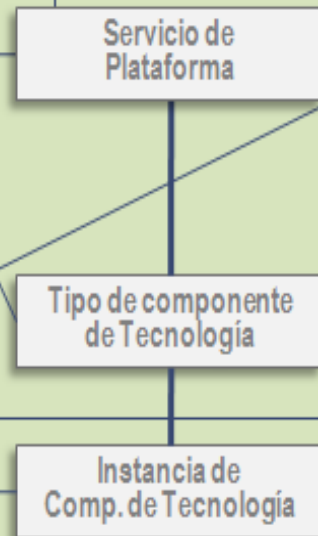 Servicio de
Plataforma
Tipo de componente
de Tecnología
Instancia de
Comp. de Tecnología